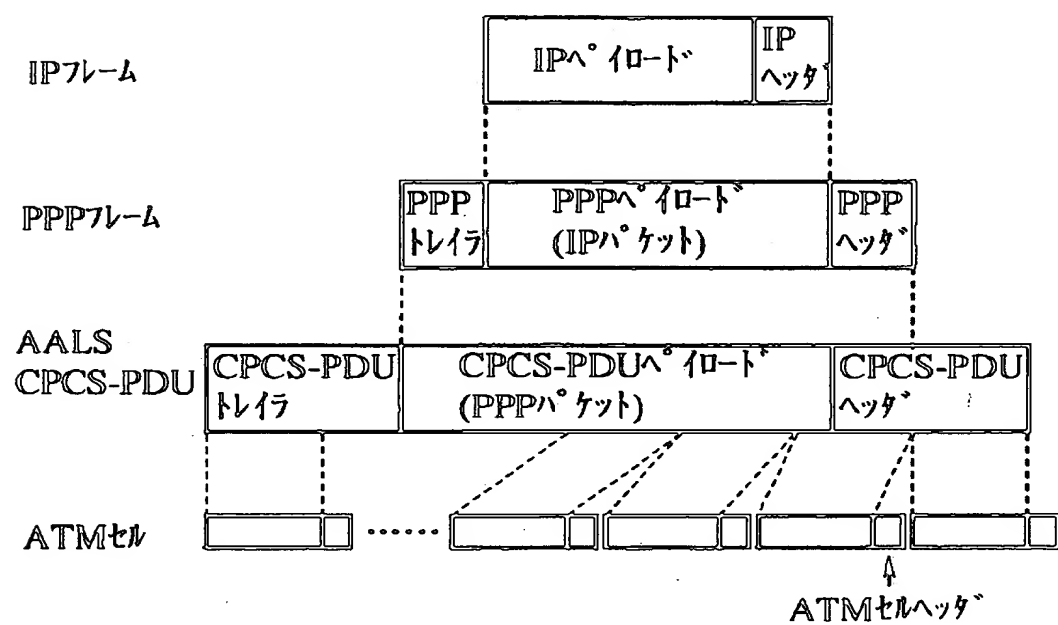 IPフレーム
IPペイロード
IP
ヘッダ
PPPフレーム
PPP
トレイラ
PPPペイロード
(IPパケット)
PPP
ヘッダ
AALS
CPCS-PDU
CPCS-PDU
トレイラ
CPCS-PDUペイロード
(PPPパケット)
CPCS-PDU
ヘッダ
ATMセル
ATMセルヘッダ